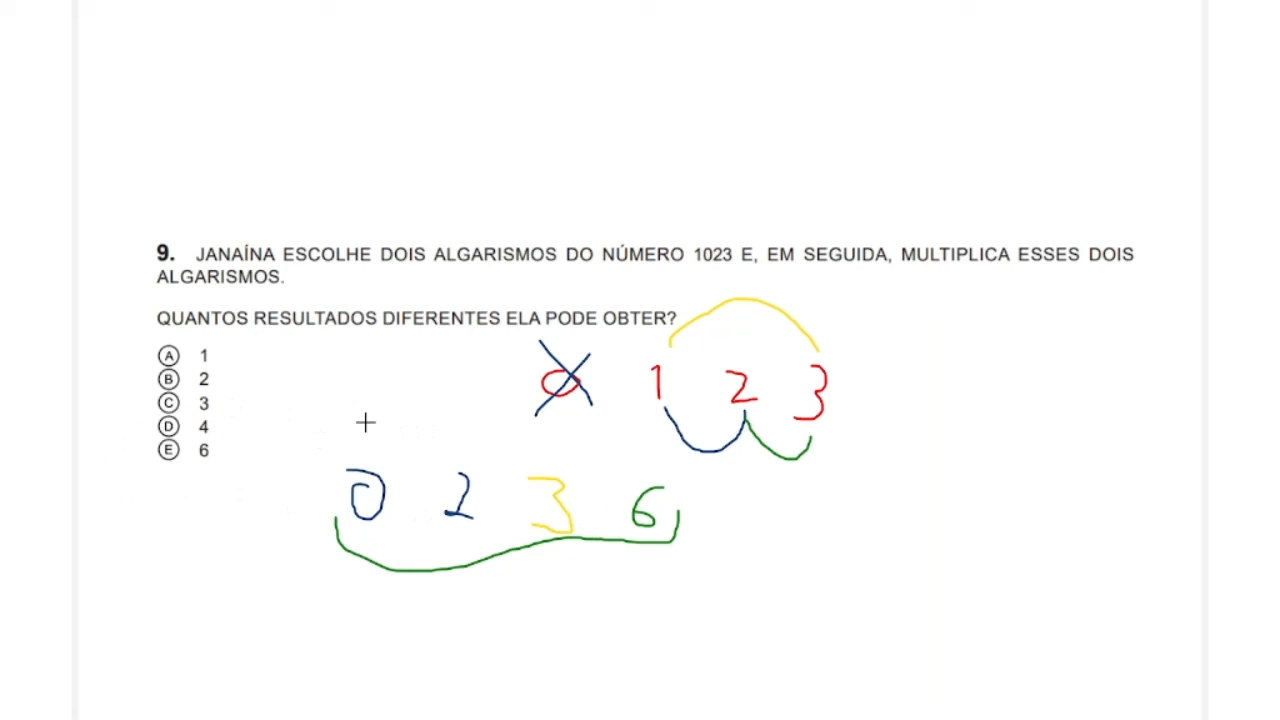 9. JANAÍNA ESCOLHE DOIS ALGARISMOS DO NÚMERO 1023 E, EM SEGUIDA, MULTIPLICA ESSES DOIS
ALGARISMOS.
QUANTOS RESULTADOS DIFERENTES ELA PODE OBTER?
A 1
B 2
C 3
D 4
E 6
0 1 2 3
0 2 3 6